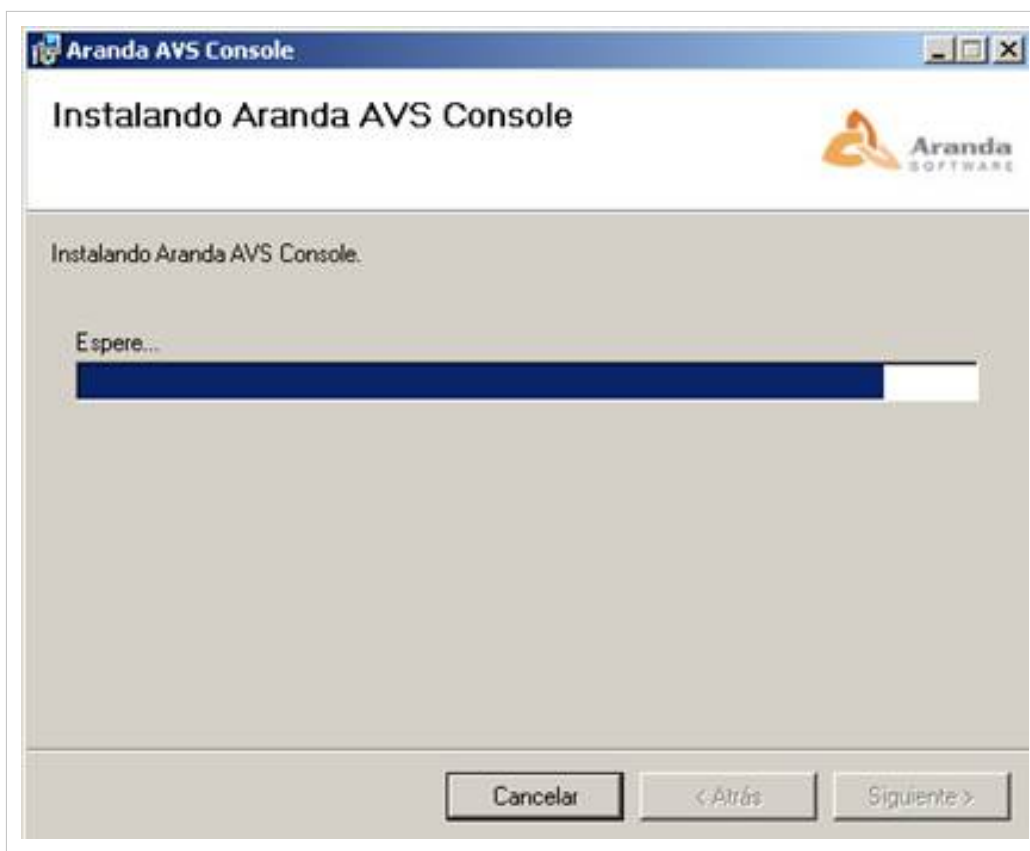 Aranda AVS Console
Instalando Aranda AVS Console
Aranda
SOFTWARE
Instalando Aranda AVS Console.
Espere...
Cancelar
< Atrás
Siguiente >